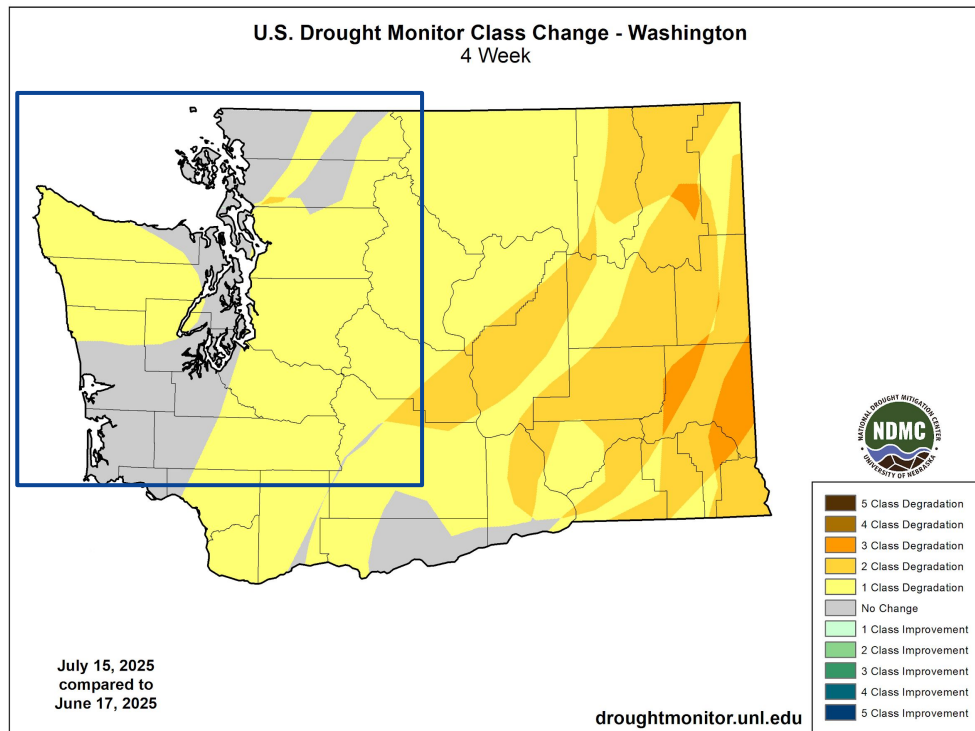 U.S. Drought Monitor Class Change - Washington
4 Week
NATIONAL DROUGHT MITIGATION CENTER
NDMC
UNIVERSITY OF NEBRASKA
5 Class Degradation
4 Class Degradation
3 Class Degradation
2 Class Degradation
1 Class Degradation
No Change
1 Class Improvement
2 Class Improvement
3 Class Improvement
4 Class Improvement
5 Class Improvement
July 15, 2025
compared to
June 17, 2025
droughtmonitor.unl.edu